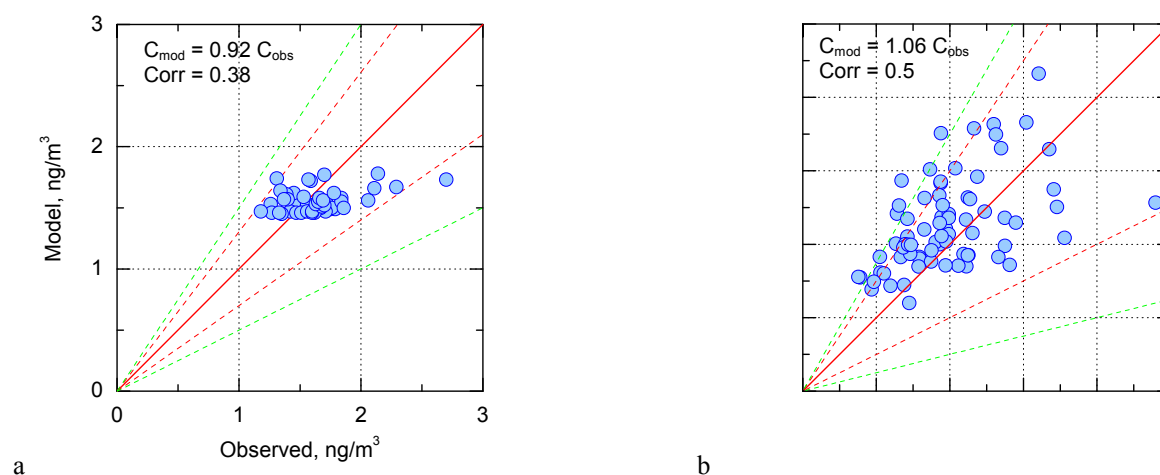 3
C_mod = 0.92 C_obs
Corr = 0.38
2
Model, ng/m³
1
0
0 1 2 3
Observed, ng/m³
a
C_mod = 1.06 C_obs
Corr = 0.5
b